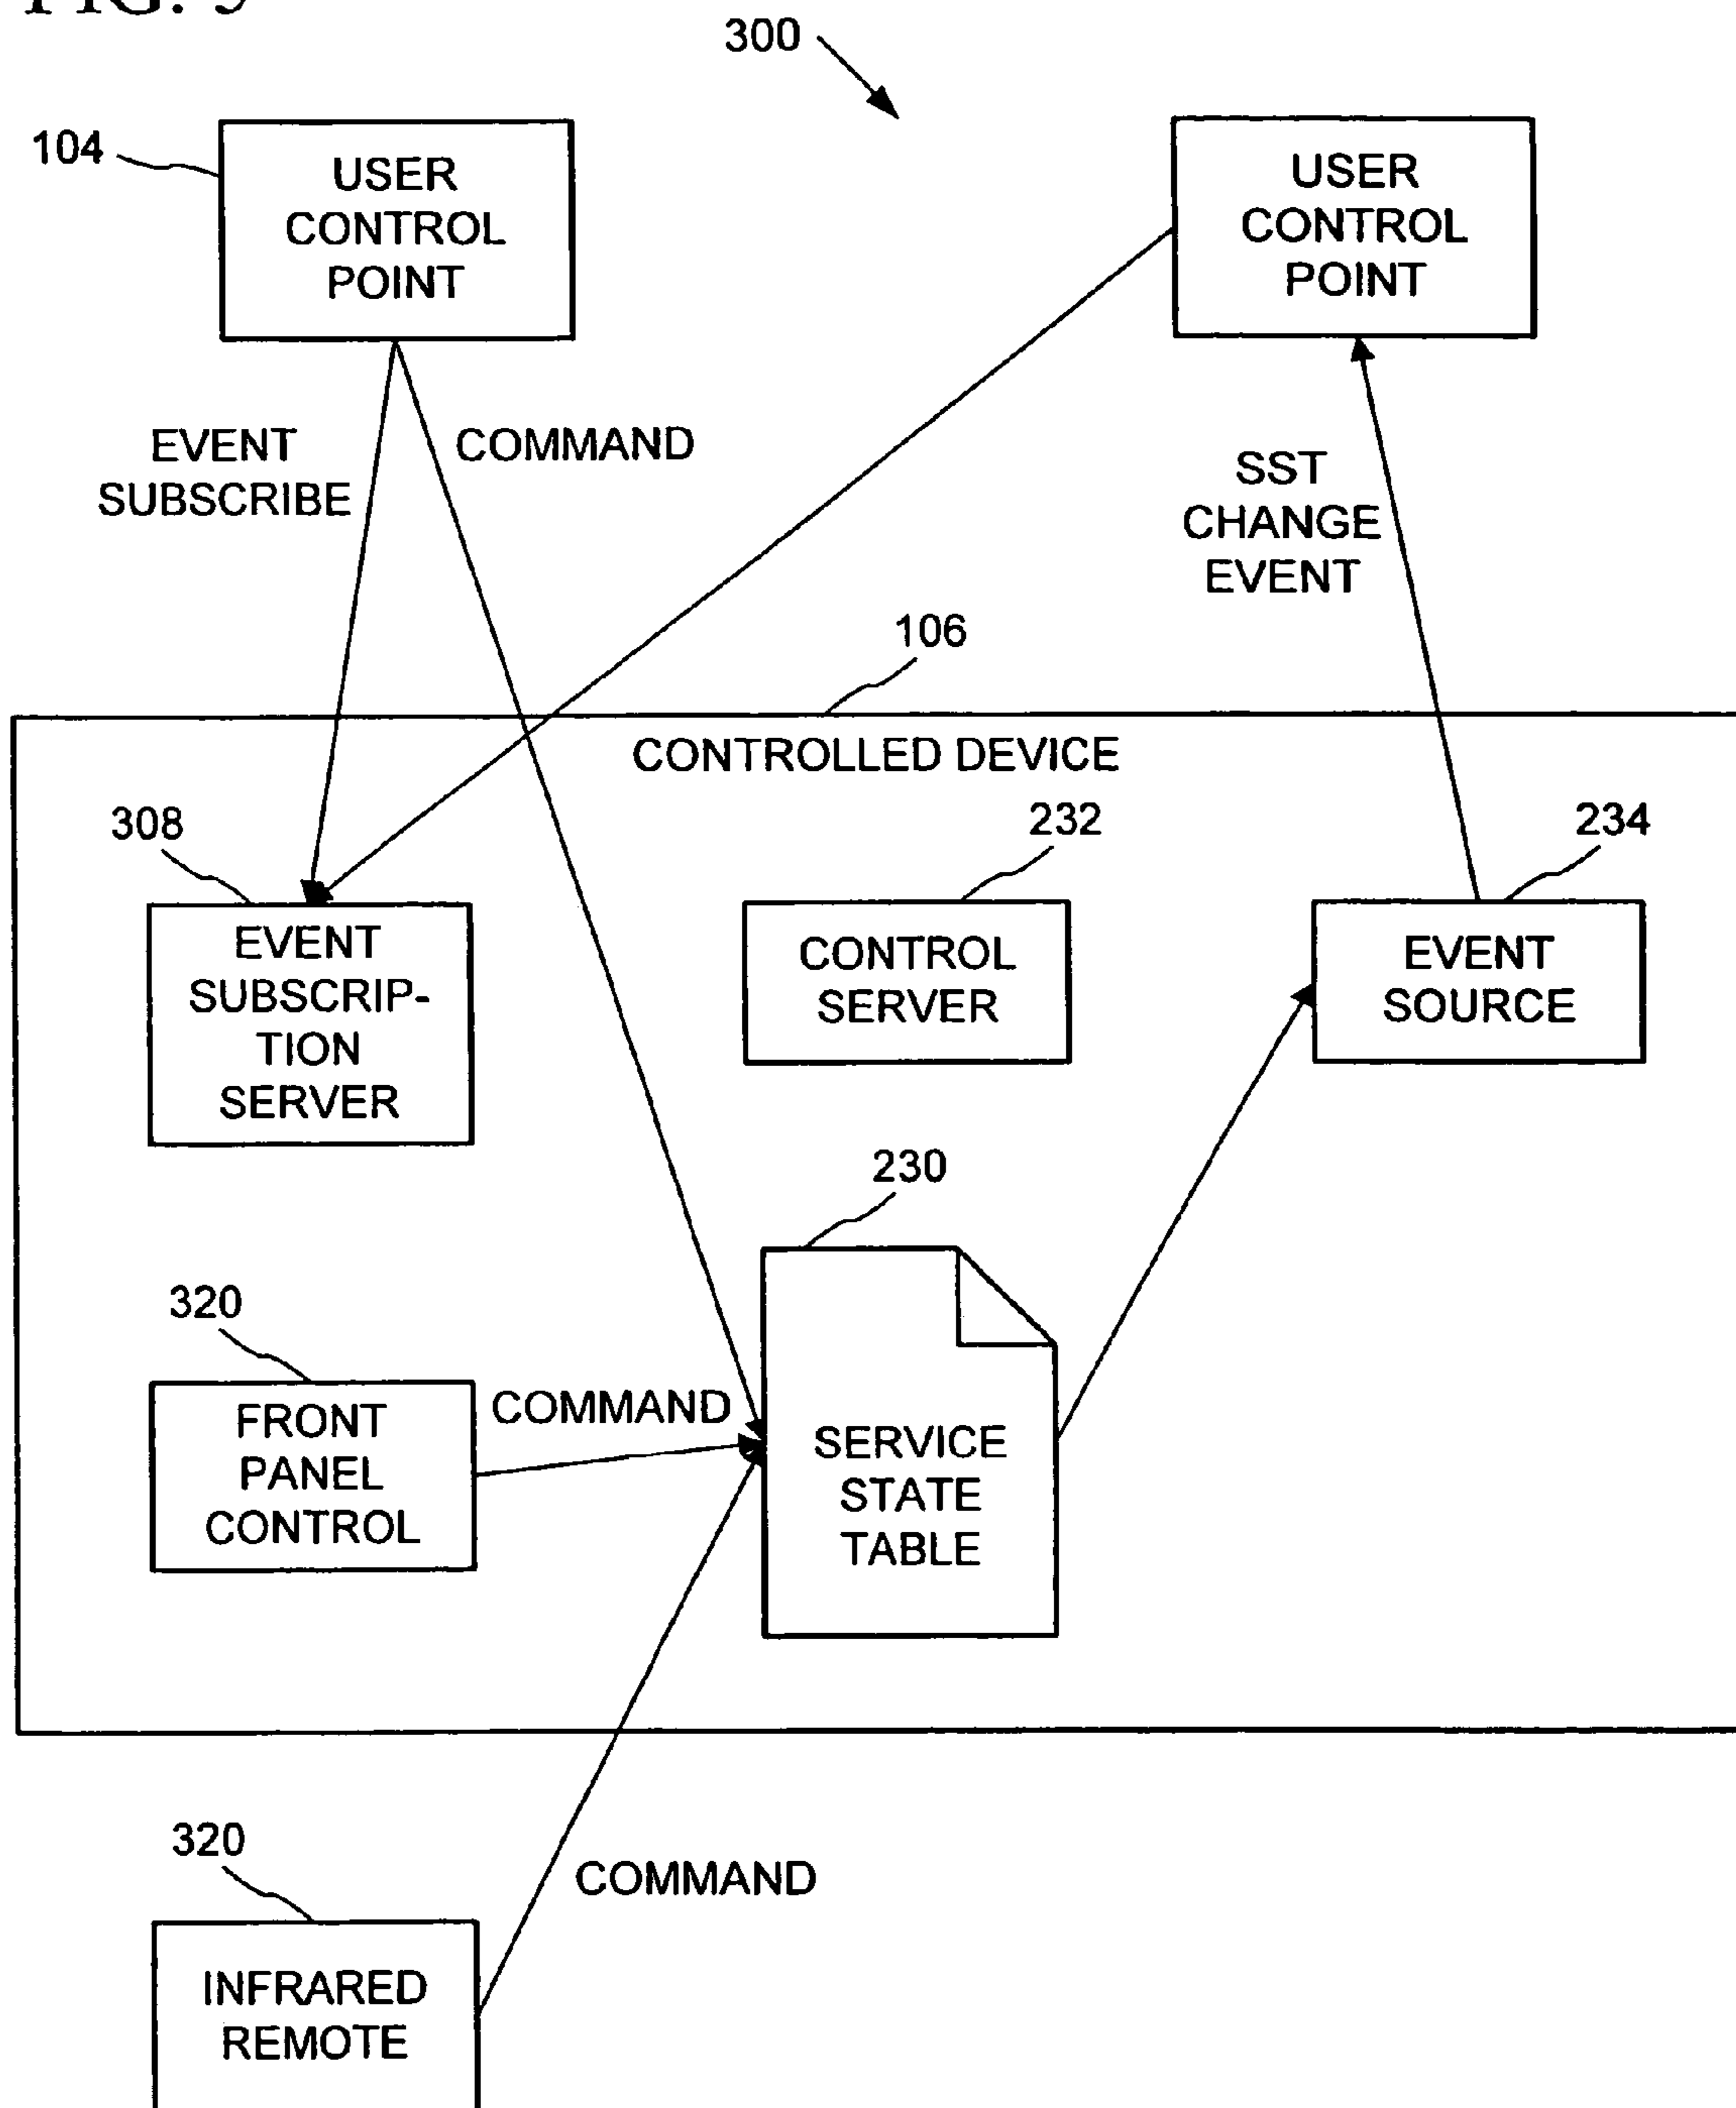 300
104
USER
CONTROL
POINT
USER
CONTROL
POINT
EVENT
SUBSCRIBE
COMMAND
SST
CHANGE
EVENT
106
CONTROLLED DEVICE
308
232
234
EVENT
SUBSCRIP-
TION
SERVER
CONTROL
SERVER
EVENT
SOURCE
230
320
FRONT
PANEL
CONTROL
COMMAND
SERVICE
STATE
TABLE
320
COMMAND
INFRARED
REMOTE